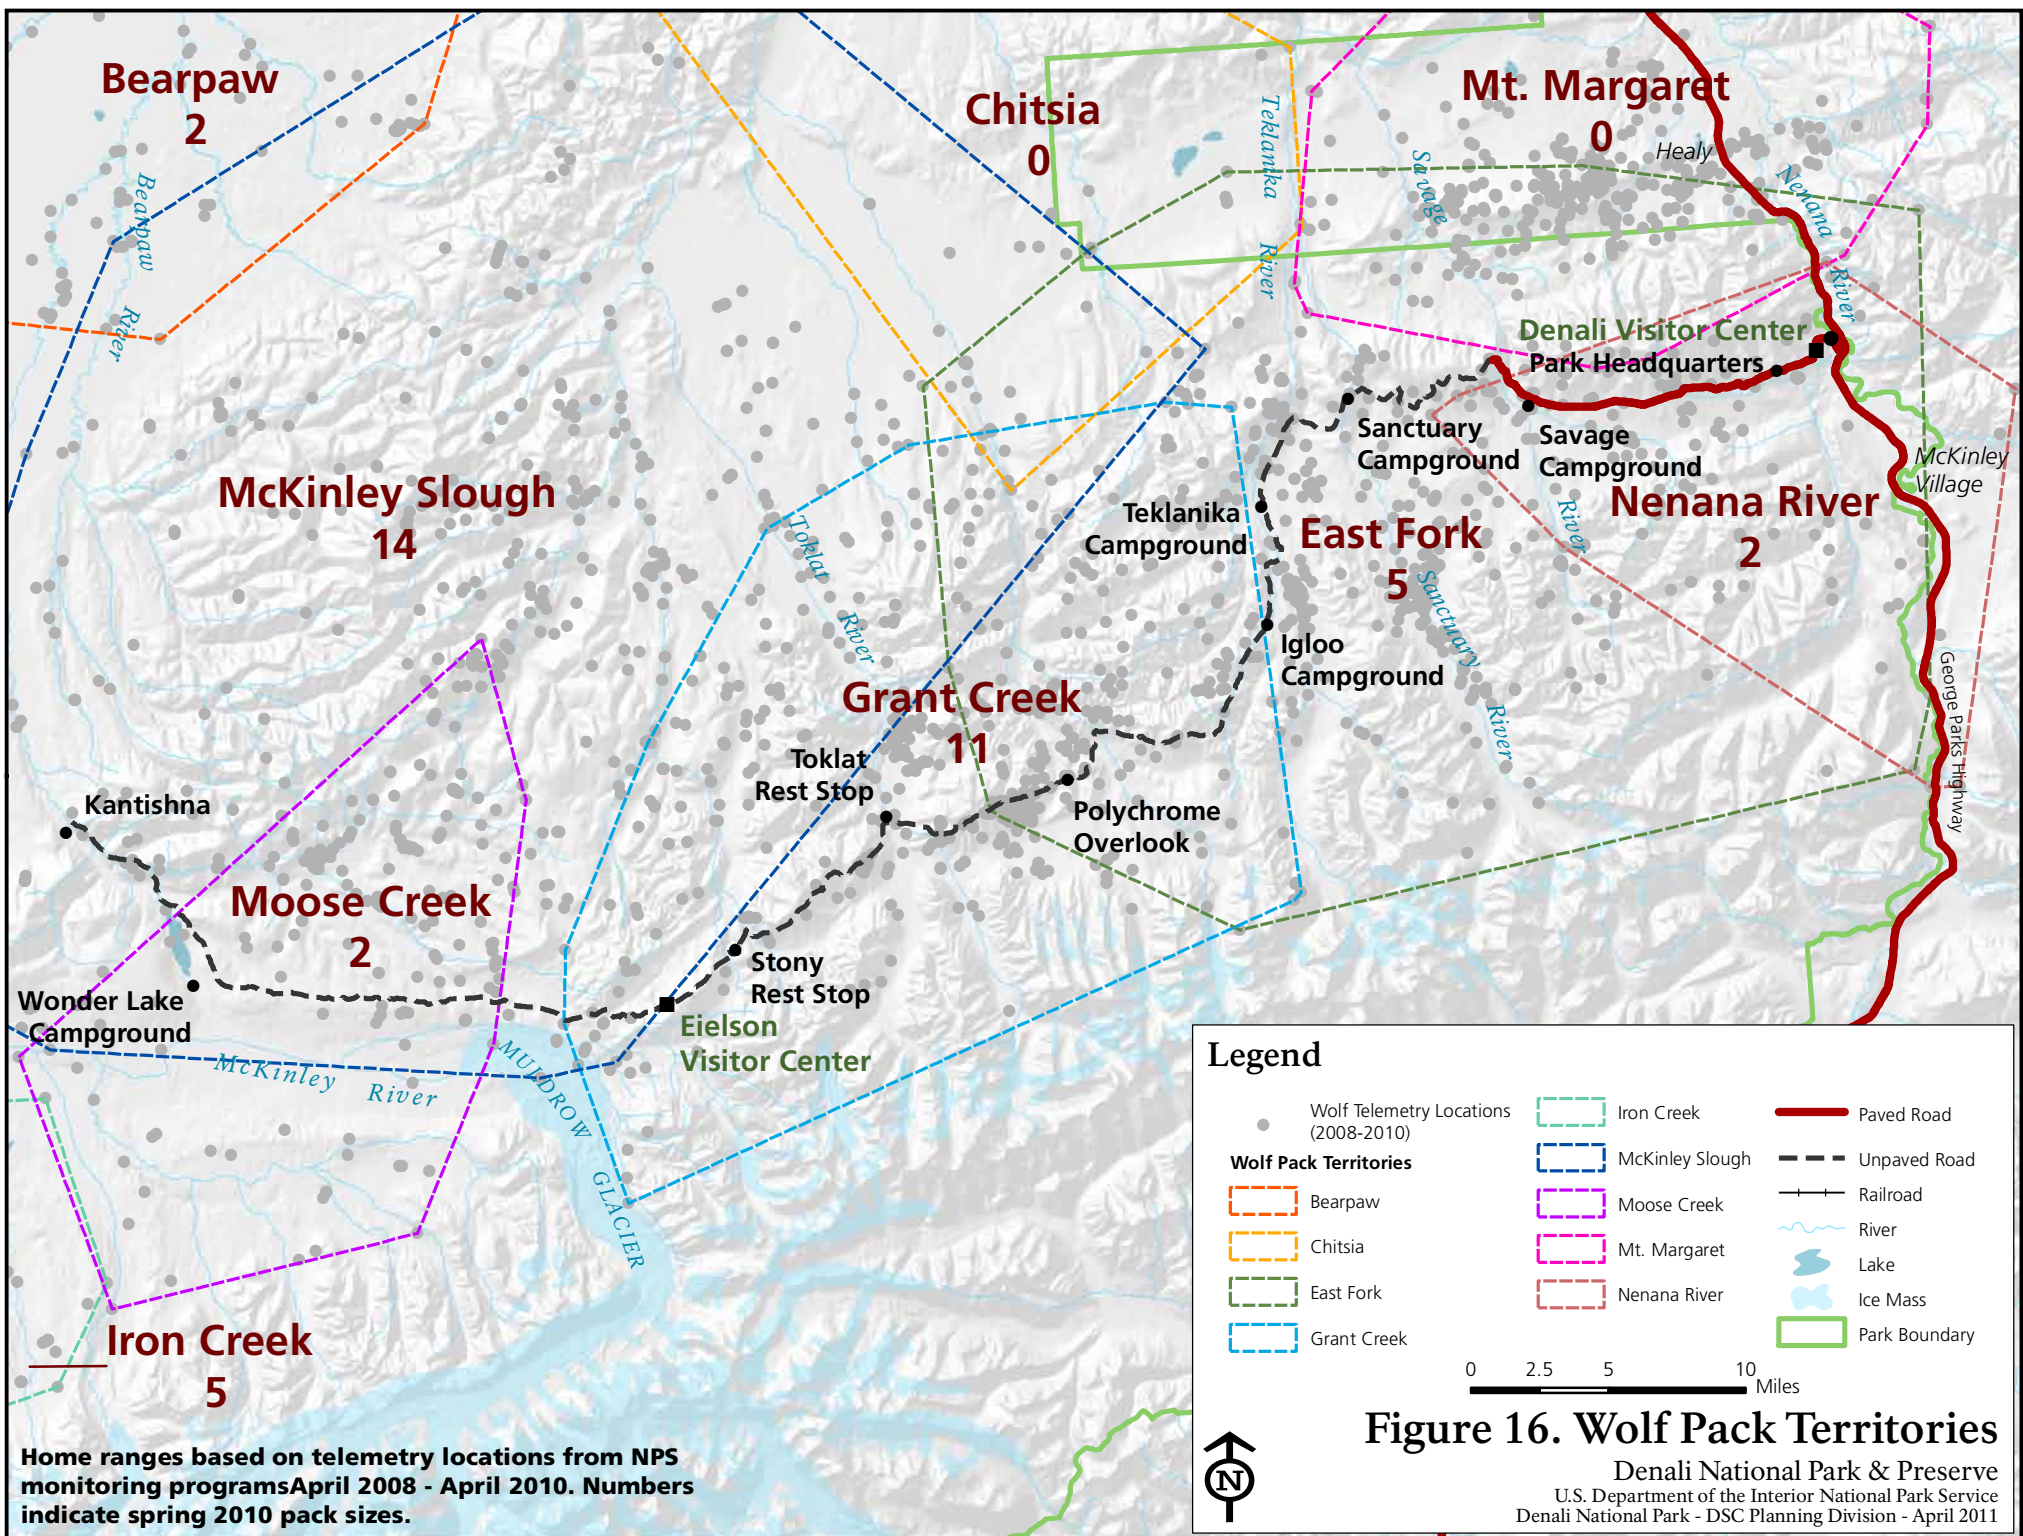 Bearpaw
2
Chitsia
0
Mt. Margaret
0
Healy
Teklanika
River
Savage
Nenana
River
Bearpaw
River
Denali Visitor Center
Park Headquarters
Sanctuary
Campground
Savage
Campground
McKinley
Village
McKinley Slough
14
Teklanika
Campground
East Fork
5
Nenana River
2
River
Toklat
River
Sanctuary
River
Igloo
Campground
George Parks Highway
Grant Creek
11
Toklat
Rest Stop
Polychrome
Overlook
Kantishna
Moose Creek
2
Stony
Rest Stop
Wonder Lake
Campground
Eielson
Visitor Center
McKinley River
MULDROW GLACIER
Iron Creek
5
Home ranges based on telemetry locations from NPS
monitoring programsApril 2008 - April 2010. Numbers
indicate spring 2010 pack sizes.
Legend
Wolf Telemetry Locations
(2008-2010)
Wolf Pack Territories
Bearpaw
Chitsia
East Fork
Grant Creek
Iron Creek
McKinley Slough
Moose Creek
Mt. Margaret
Nenana River
Paved Road
Unpaved Road
Railroad
River
Lake
Ice Mass
Park Boundary
0 2.5 5 10
Miles
N
Figure 16. Wolf Pack Territories
Denali National Park & Preserve
U.S. Department of the Interior National Park Service
Denali National Park - DSC Planning Division - April 2011